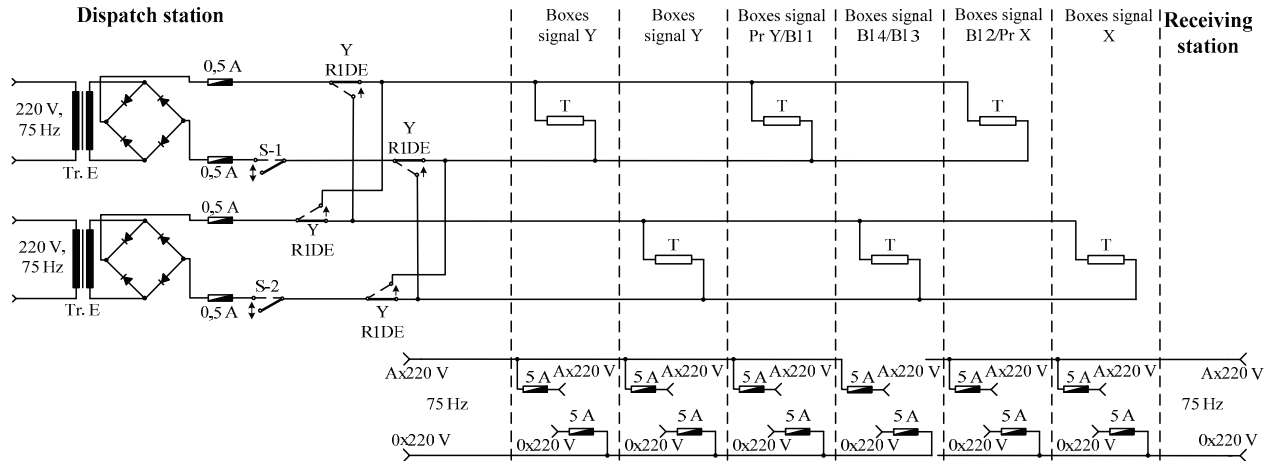 Dispatch station
Boxes
signal Y
Boxes
signal Y
Boxes signal
Pr Y/Bl 1
Boxes signal
Bl 4/Bl 3
Boxes signal
Bl 2/Pr X
Boxes signal
X
Receiving
station
0,5 A
Y
R1DE
220 V,
75 Hz
Tr. E
0,5 A
S-1
Y
R1DE
T
T
T
0,5 A
Y
R1DE
220 V,
75 Hz
Tr. E
0,5 A
S-2
Y
R1DE
T
T
T
Ax220 V
5 A
Ax220 V
5 A
Ax220 V
5 A
Ax220 V
5 A
Ax220 V
5 A
Ax220 V
5 A
Ax220 V
Ax220 V
75 Hz
75 Hz
5 A
5 A
5 A
5 A
5 A
5 A
0x220 V
0x220 V
0x220 V
0x220 V
0x220 V
0x220 V
0x220 V
0x220 V